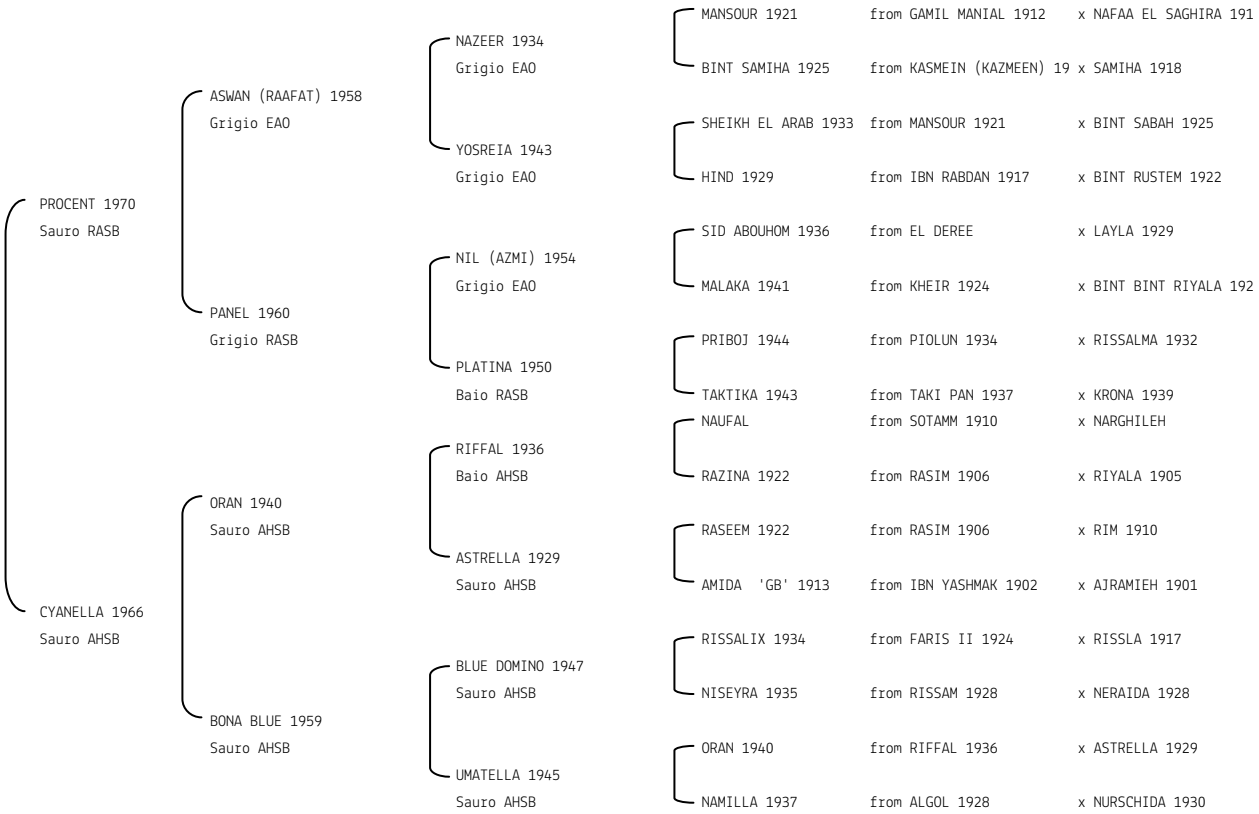 MANSOUR 1921 from GAMIL MANIAL 1912 x NAFAA EL SAGHIRA 191
NAZEER 1934
Grigio EAO
BINT SAMIHA 1925 from KASMEIN (KAZMEEN) 19 x SAMIHA 1918
ASWAN (RAAFAT) 1958
Grigio EAO
SHEIKH EL ARAB 1933 from MANSOUR 1921 x BINT SABAH 1925
YOSREIA 1943
Grigio EAO
HIND 1929 from IBN RABDAN 1917 x BINT RUSTEM 1922
PROCENT 1970
Sauro RASB
SID ABOUHOM 1936 from EL DEREE x LAYLA 1929
NIL (AZMI) 1954
Grigio EAO
MALAKA 1941 from KHEIR 1924 x BINT BINT RIYALA 192
PANEL 1960
Grigio RASB
PRIBOJ 1944 from PIOLUN 1934 x RISSALMA 1932
PLATINA 1950
Baio RASB
TAKTIKA 1943 from TAKI PAN 1937 x KRONA 1939
NAUFAL from SOTAMM 1910 x NARGHILEH
RIFFAL 1936
Baio AHSB
RAZINA 1922 from RASIM 1906 x RIYALA 1905
ORAN 1940
Sauro AHSB
RASEEM 1922 from RASIM 1906 x RIM 1910
ASTRELLA 1929
Sauro AHSB
AMIDA 'GB' 1913 from IBN YASHMAK 1902 x AJRAMIEH 1901
CYANELLA 1966
Sauro AHSB
RISSALIX 1934 from FARIS II 1924 x RISSLA 1917
BLUE DOMINO 1947
Sauro AHSB
NISEYRA 1935 from RISSAM 1928 x NERAIDA 1928
BONA BLUE 1959
Sauro AHSB
ORAN 1940 from RIFFAL 1936 x ASTRELLA 1929
UMATELLA 1945
Sauro AHSB
NAMILLA 1937 from ALGOL 1928 x NURSCHIDA 1930